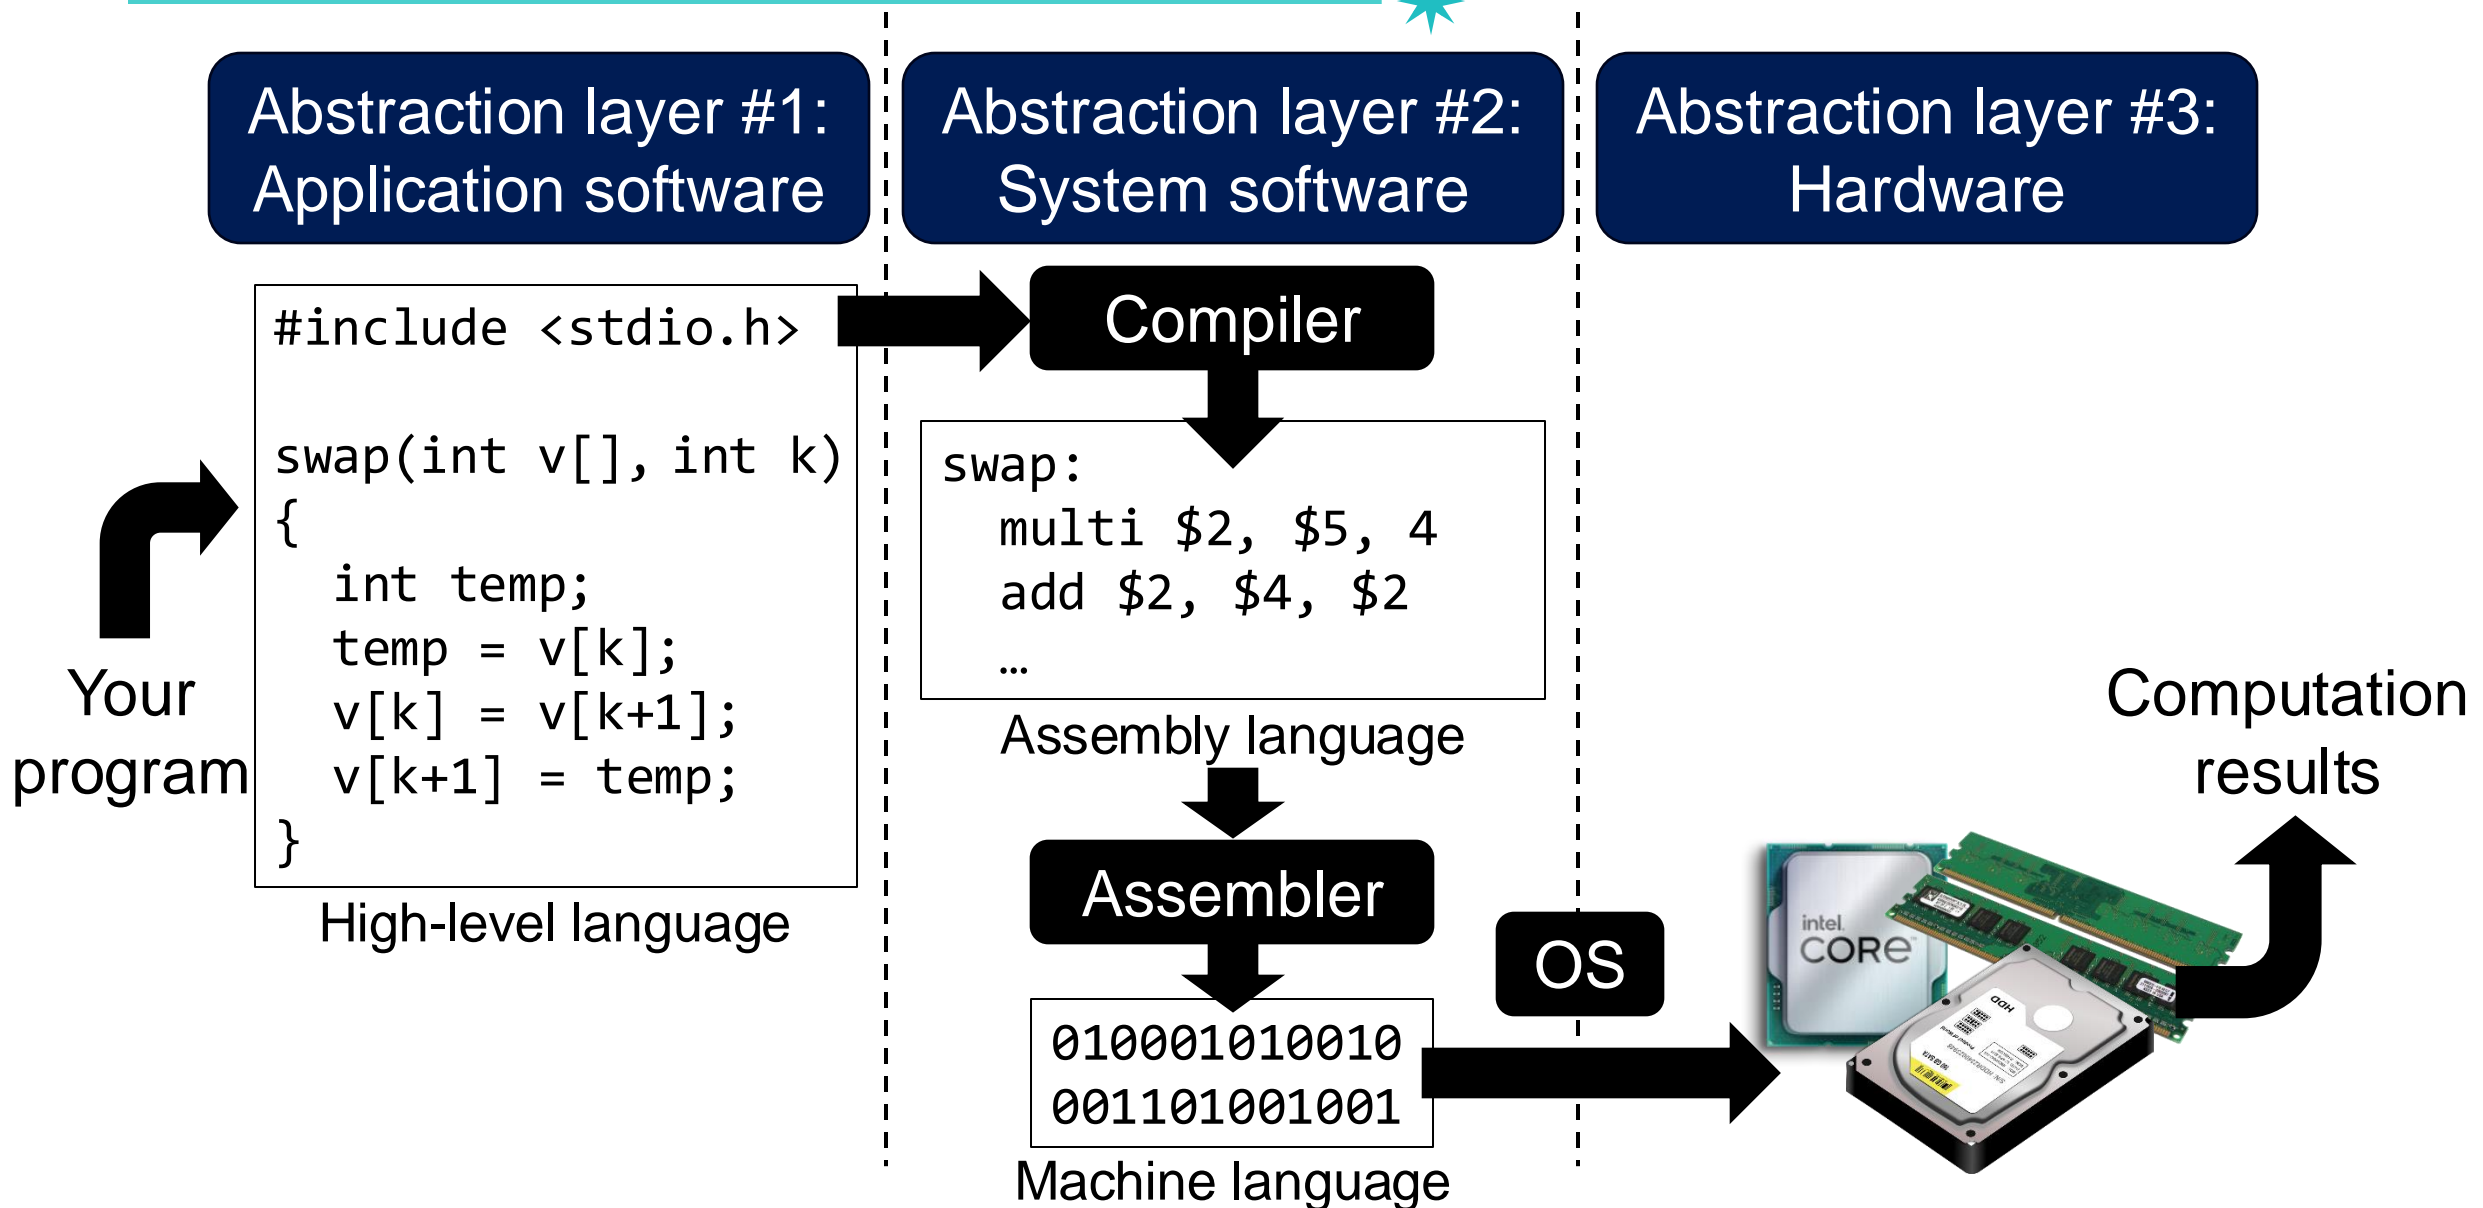 Abstraction layer #1:
Application software
Abstraction layer #2:
System software
Abstraction layer #3:
Hardware
Your
program
#include <stdio.h>
swap(int v[], int k)
{
int temp;
temp = v[k];
v[k] = v[k+1];
v[k+1] = temp;
}
High-level language
Compiler
swap:
multi $2, $5, 4
add $2, $4, $2
…
Assembly language
Assembler
010001010010
001101001001
Machine language
OS
intel.
CORE
HDD
Computation
results